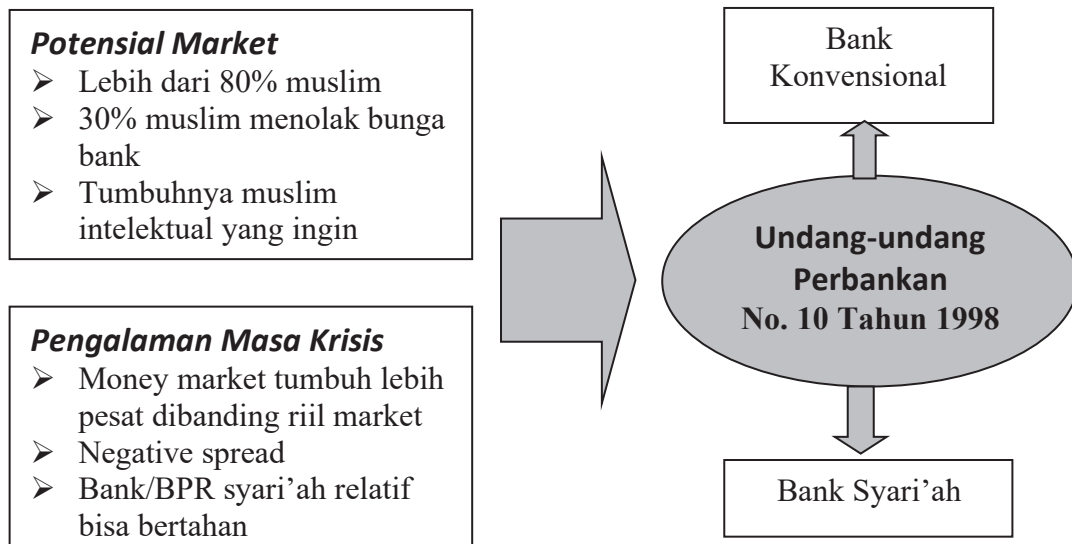 Potensial Market
➢ Lebih dari 80% muslim
➢ 30% muslim menolak bunga
bank
➢ Tumbuhnya muslim
intelektual yang ingin
Pengalaman Masa Krisis
➢ Money market tumbuh lebih
pesat dibanding riil market
➢ Negative spread
➢ Bank/BPR syari’ah relatif
bisa bertahan
Bank
Konvensional
Undang-undang
Perbankan
No. 10 Tahun 1998
Bank Syari’ah